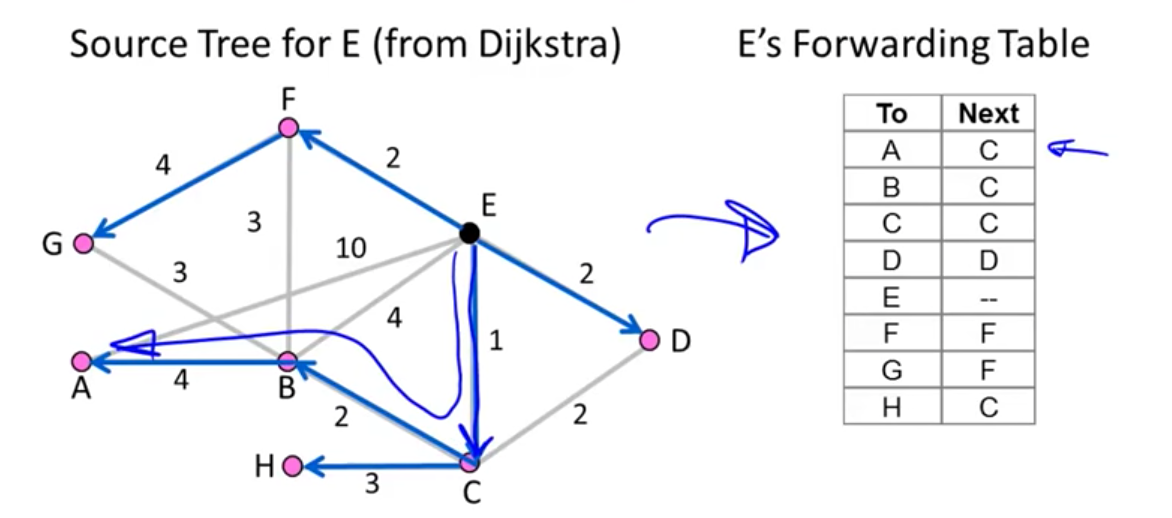 Source Tree for E (from Dijkstra)
E's Forwarding Table
F
4
2
E
G
3
10
3
2
4
1
D
A
4
B
2
2
H
3
C
To Next
A C
B C
C C
D D
E --
F F
G F
H C